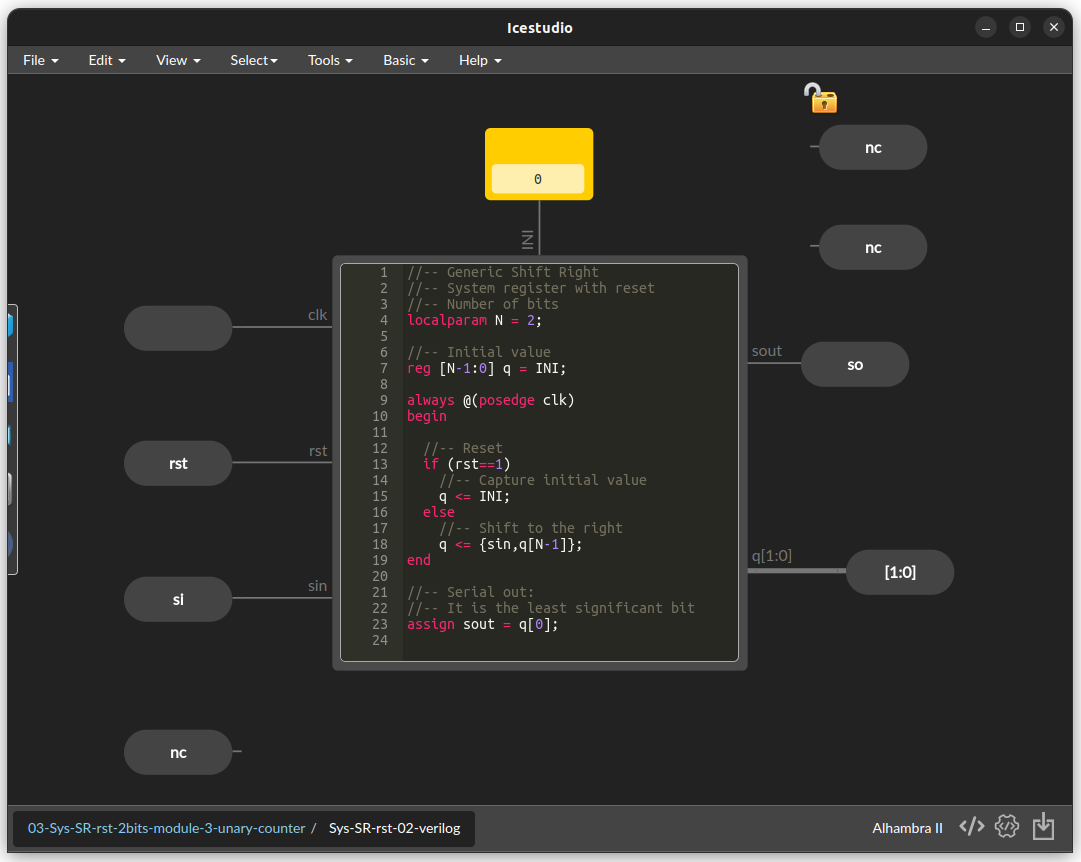 Icestudio
File Edit View Select Tools Basic Help
nc
0
nc
INI
clk
sout
so
rst
rst
sin
si
q[1:0]
[1:0]
nc
1 //-- Generic Shift Right
2 //-- System register with reset
3 //-- Number of bits
4 localparam N = 2;
5
6 //-- Initial value
7 reg [N-1:0] q = INI;
8
9 always @(posedge clk)
10 begin
11
12 //-- Reset
13 if (rst==1)
14 //-- Capture initial value
15 q <= INI;
16 else
17 //-- Shift to the right
18 q <= {sin,q[N-1]};
19 end
20
21 //-- Serial out:
22 //-- It is the least significant bit
23 assign sout = q[0];
24
03-Sys-SR-rst-2bits-module-3-unary-counter / Sys-SR-rst-02-verilog
Alhambra II </>